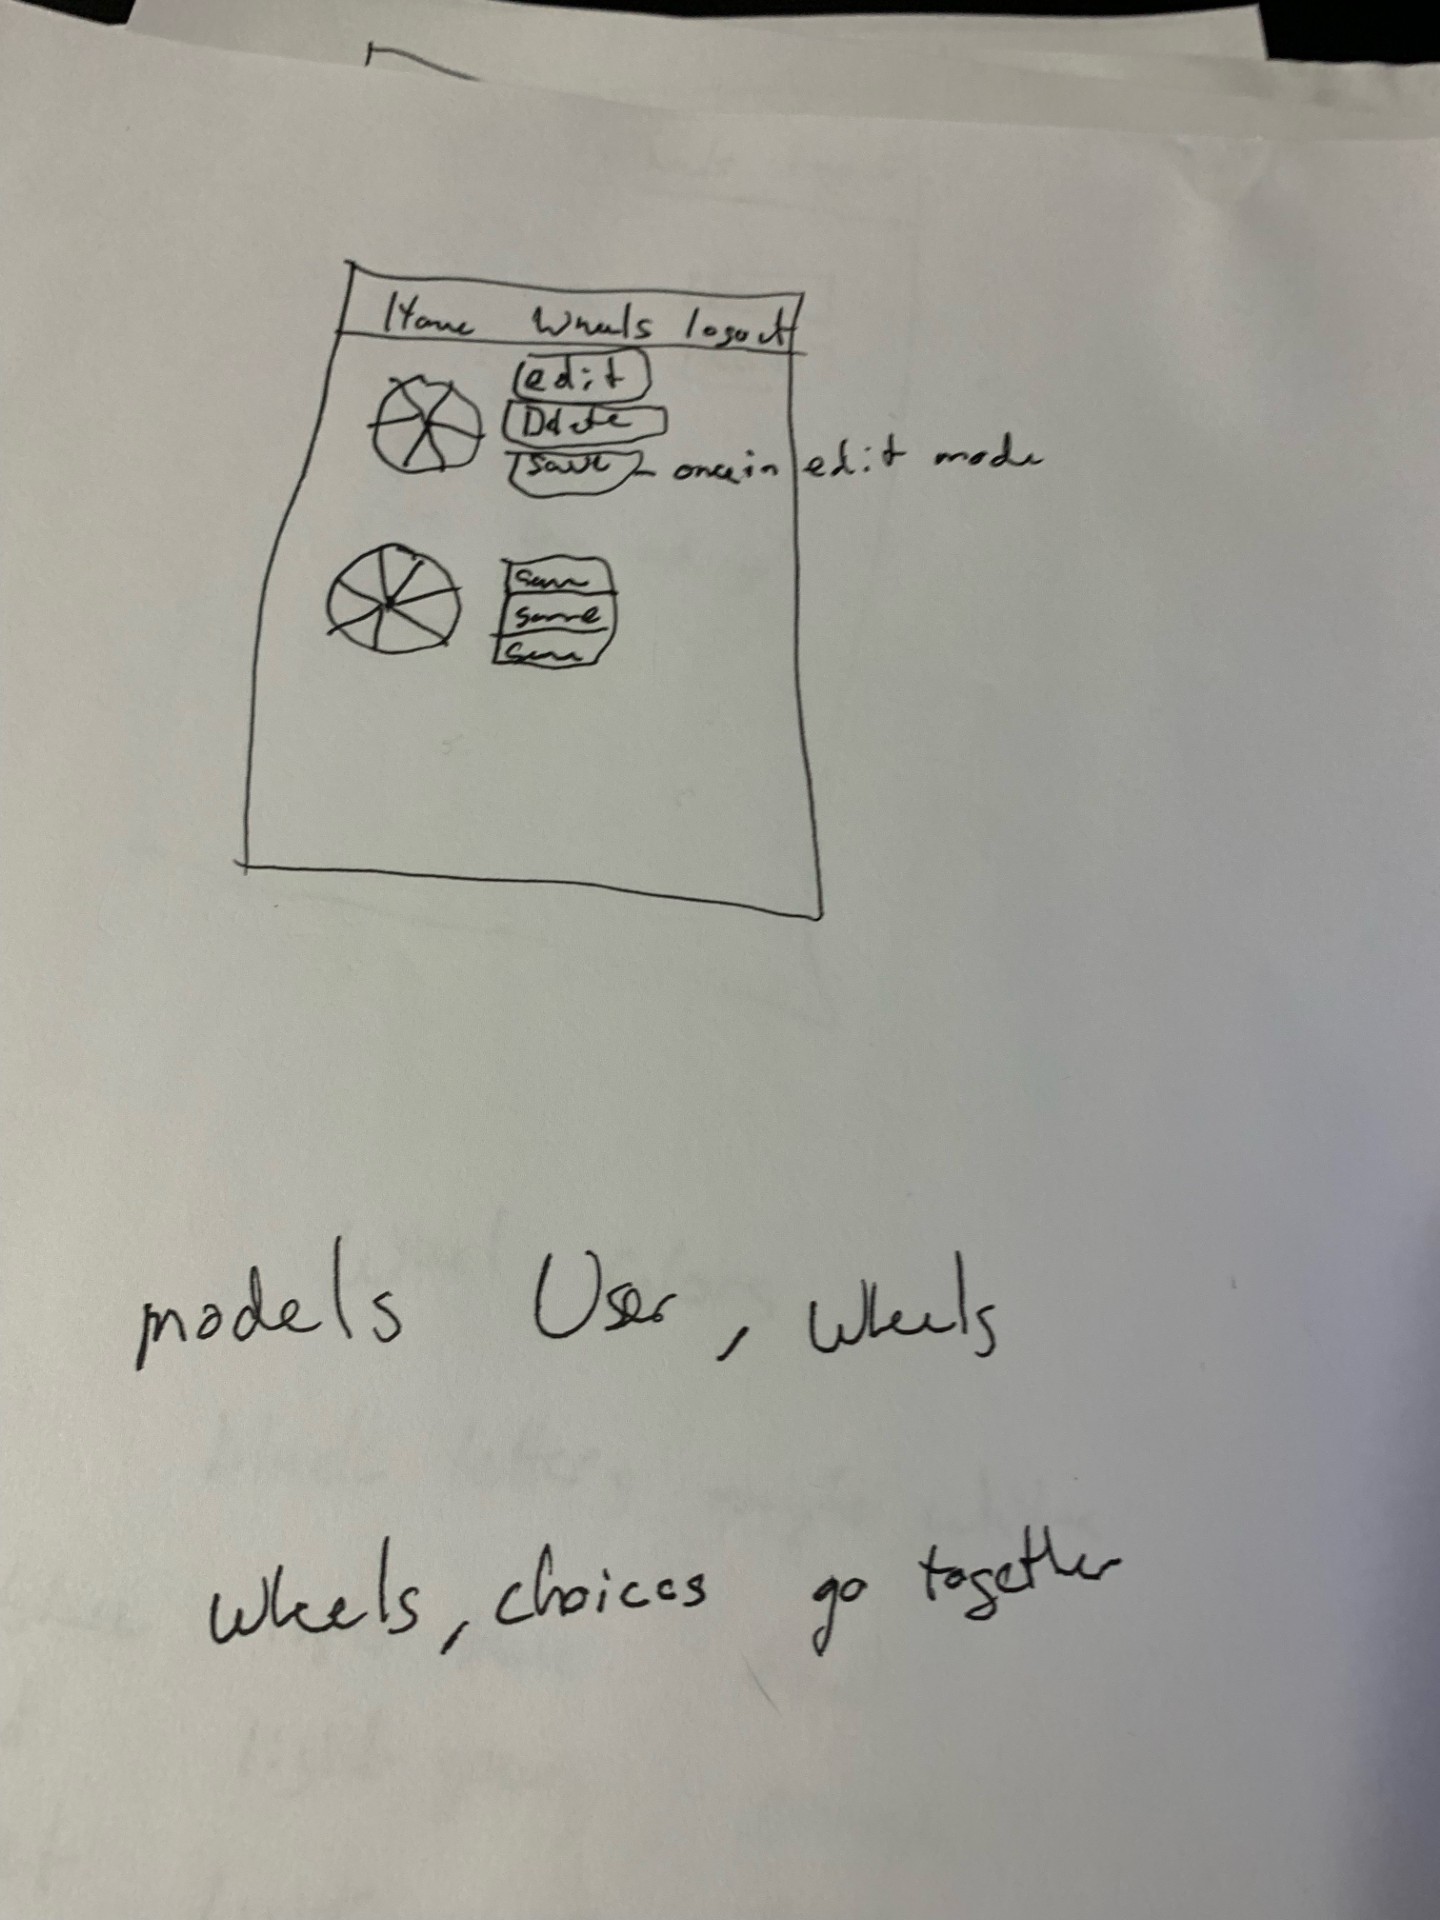 Home Wheels logout
edit
Delete
save - once in edit mode
same
same
same
models User, wheels
wheels, choices go together